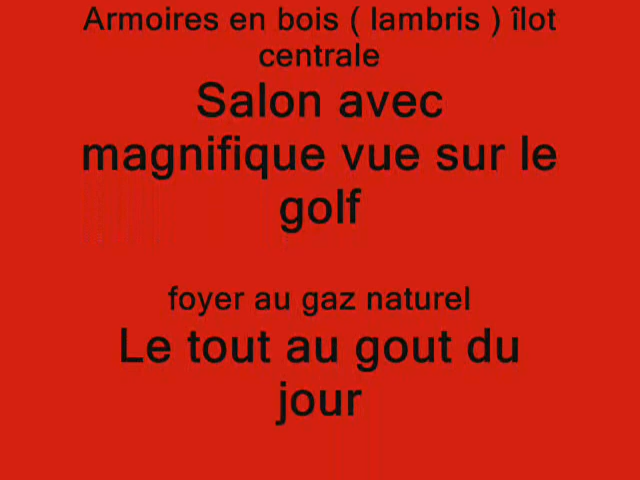 Armoires en bois ( lambris ) îlot
centrale
Salon avec
magnifique vue sur le
golf
foyer au gaz naturel
Le tout au gout du
jour